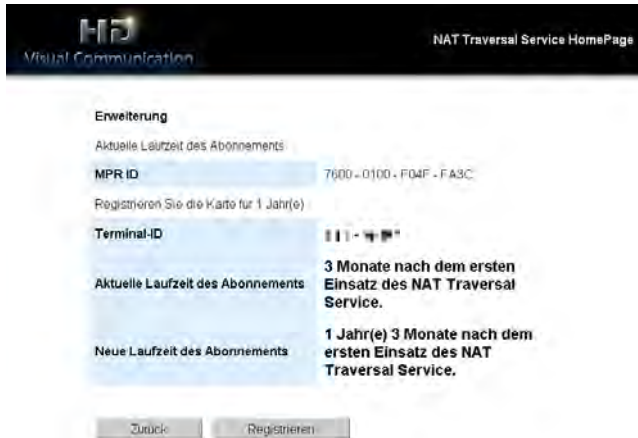 HD
Visual Communication
NAT Traversal Service HomePage
Erweiterung
Aktuelle Laufzeit des Abonnements
MPR ID 7600 - 0100 - F04F - FA3C
Registrieren Sie die Karte für 1 Jahr(e)
Terminal-ID
Aktuelle Laufzeit des Abonnements
3 Monate nach dem ersten
Einsatz des NAT Traversal
Service.
Neue Laufzeit des Abonnements
1 Jahr(e) 3 Monate nach dem
ersten Einsatz des NAT
Traversal Service.
Zurück Registrieren